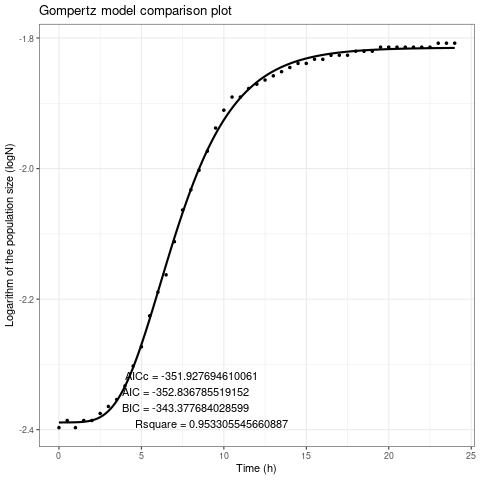 Gompertz model comparison plot
Logarithm of the population size (logN)
-1.8
-2.0
-2.2
-2.4
AICc = -351.927694610061
AIC = -352.836785519152
BIC = -343.377684028599
Rsquare = 0.953305545660887
0 5 10 15 20 25
Time (h)